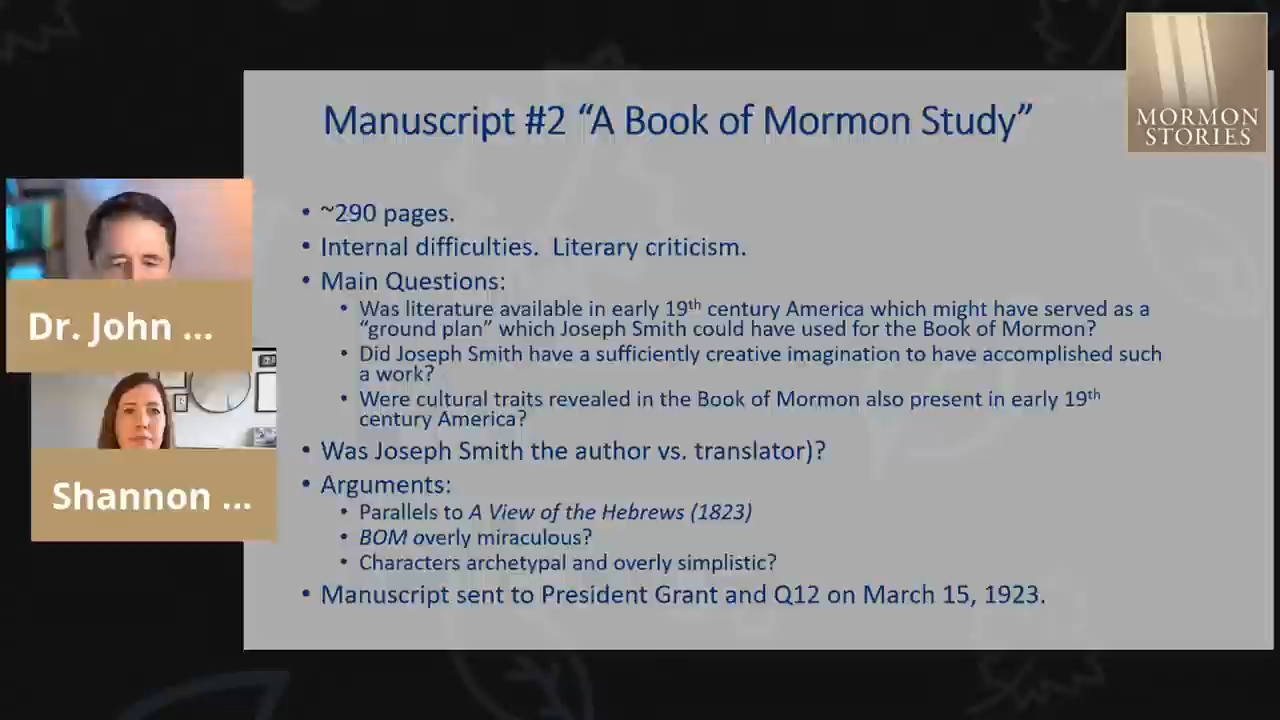 MORMON
STORIES
Manuscript #2 “A Book of Mormon Study”
• ~290 pages.
• Internal difficulties.  Literary criticism.
• Main Questions:
• Was literature available in early 19th century America which might have served as a
“ground plan” which Joseph Smith could have used for the Book of Mormon?
• Did Joseph Smith have a sufficiently creative imagination to have accomplished such
a work?
• Were cultural traits revealed in the Book of Mormon also present in early 19th
century America?
• Was Joseph Smith the author vs. translator)?
• Arguments:
• Parallels to A View of the Hebrews (1823)
• BOM overly miraculous?
• Characters archetypal and overly simplistic?
• Manuscript sent to President Grant and Q12 on March 15, 1923.
Dr. John ...
Shannon ...